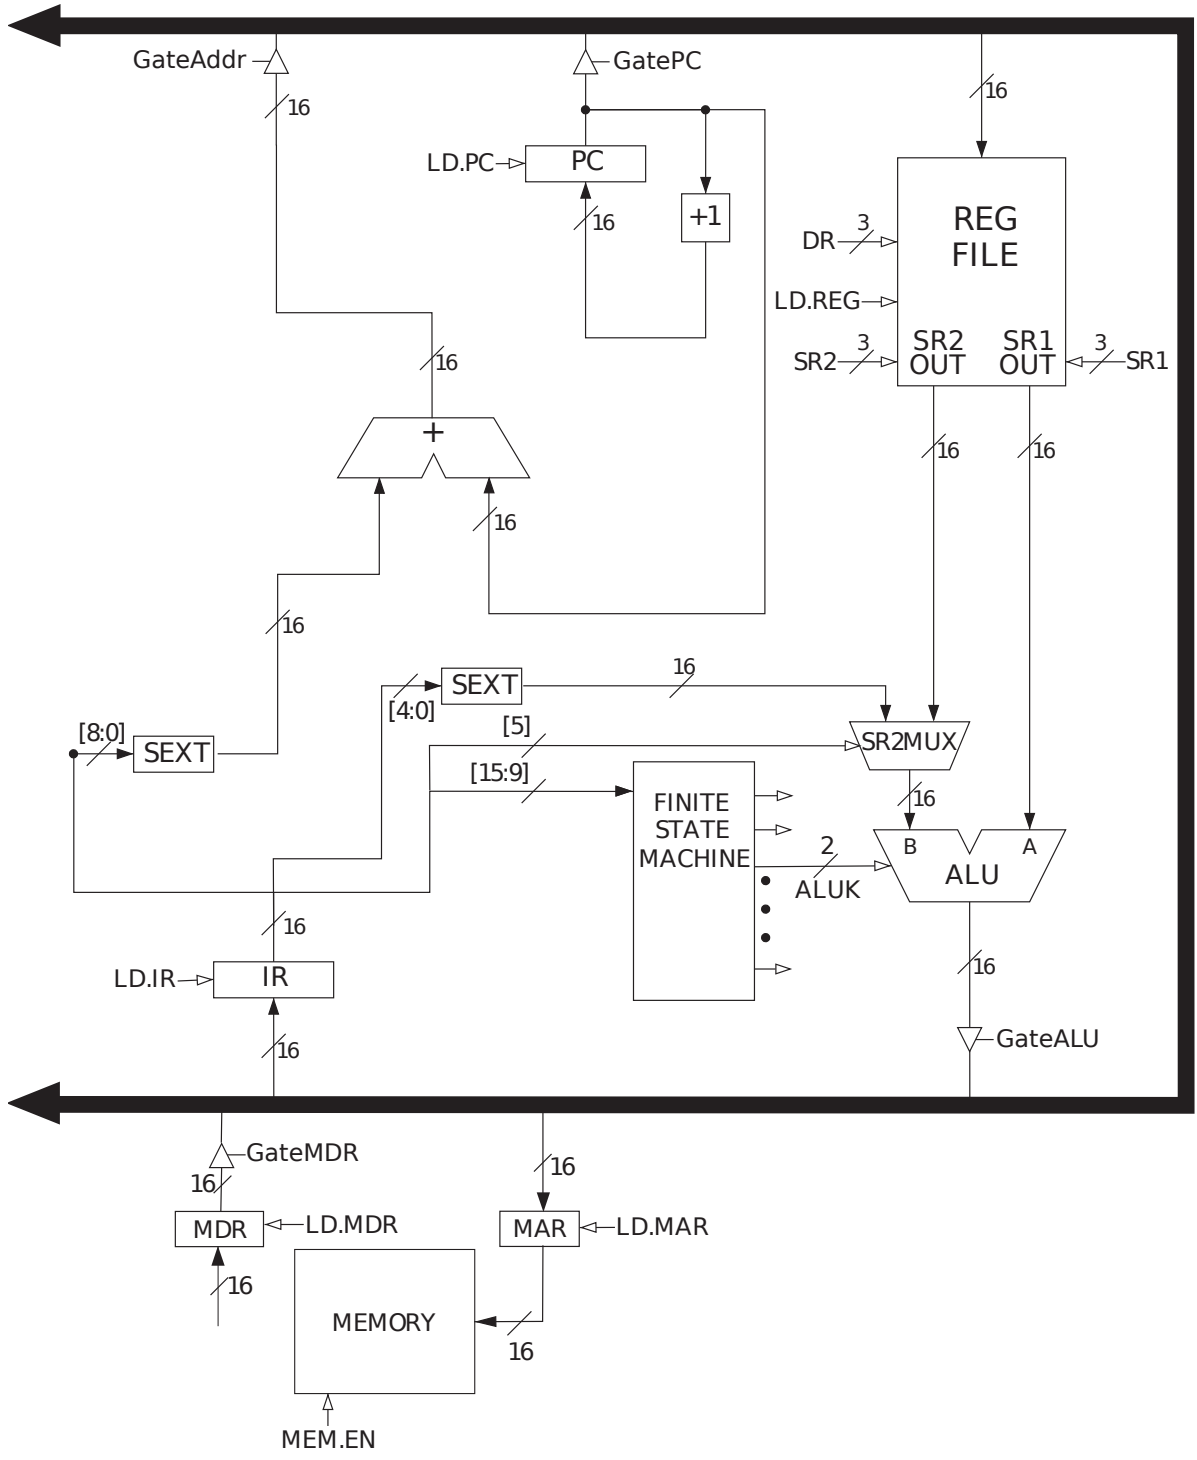 GateAddr
GatePC
16
16
LD.PC
PC
16
+1
REG
FILE
DR
3
LD.REG
SR2
3
SR2
OUT
SR1
OUT
3
SR1
16
+
16
16
16
16
[4:0]
SEXT
16
[8:0]
SEXT
[5]
[15:9]
SR2MUX
16
FINITE
STATE
MACHINE
2
ALUK
B
A
ALU
16
LD.IR
IR
16
16
GateALU
GateMDR
16
MDR
LD.MDR
16
16
MAR
LD.MAR
MEMORY
16
MEM.EN